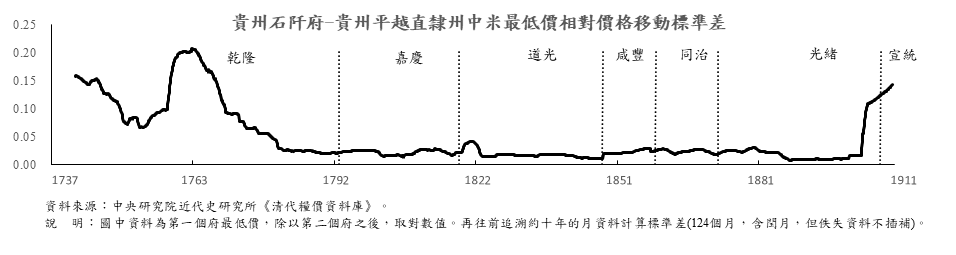 貴州石阡府-貴州平越直隸州中米最低價相對價格移動標準差
0.25
0.20
0.15
0.10
0.05
0.00
乾隆
嘉慶
道光
咸豐
同治
光緒
宣統
1737
1763
1792
1822
1851
1881
1911
資料來源：中央研究院近代史研究所《清代糧價資料庫》。
說　明：圖中資料為第一個府最低價，除以第二個府之後，取對數值。再往前追溯約十年的月資料計算標準差(124個月，含閏月，但佚失資料不插補)。